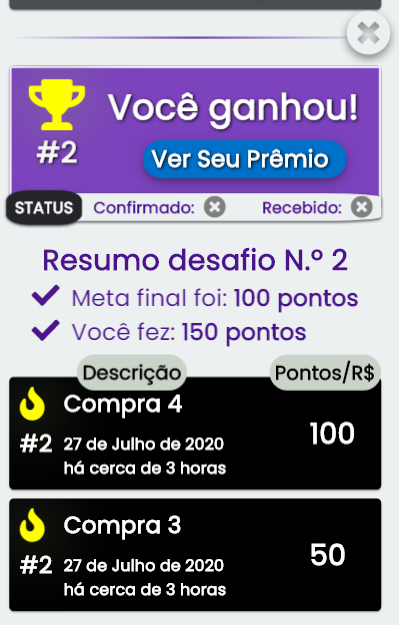 Você ganhou!
#2
Ver Seu Prêmio
STATUS Confirmado: Recebido:
Resumo desafio N.º 2
Meta final foi: 100 pontos
Você fez: 150 pontos
Descrição Pontos/R$
Compra 4
100
#2 27 de Julho de 2020
há cerca de 3 horas
Compra 3
50
#2 27 de Julho de 2020
há cerca de 3 horas